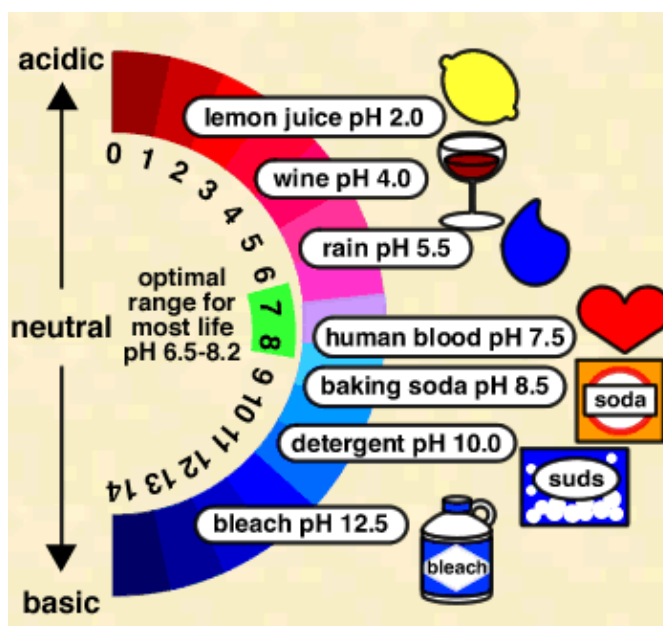 acidic
lemon juice pH 2.0
0
1
2
3
wine pH 4.0
4
5
rain pH 5.5
6
optimal
range for
most life
pH 6.5-8.2
7
neutral
human blood pH 7.5
8
baking soda pH 8.5
soda
9
10
detergent pH 10.0
11
suds
12
13
14
bleach pH 12.5
bleach
basic